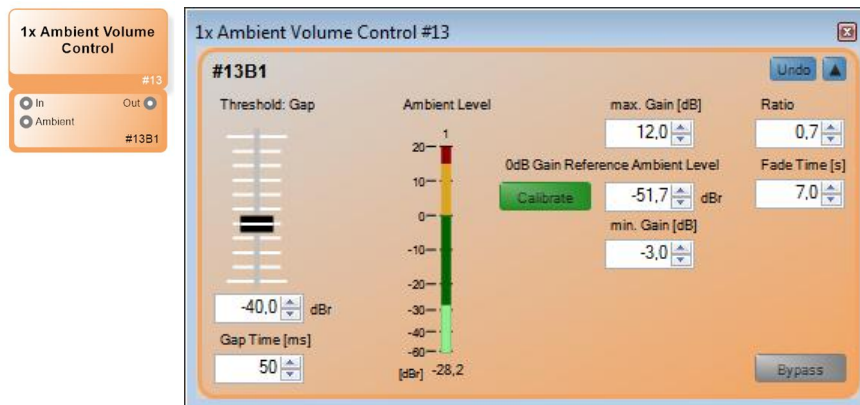 1x Ambient Volume
Control
#13
In
Out
Ambient
#13B1
1x Ambient Volume Control #13
#13B1
Undo
Threshold: Gap
Ambient Level
max. Gain [dB]
Ratio
1
12,0
0,7
20
10
0
-10
-20
-30
-40
-60
0dB Gain Reference Ambient Level
Fade Time [s]
Calibrate
-51,7
dBr
7,0
min. Gain [dB]
-3,0
-40,0
dBr
Gap Time [ms]
50
[dBr]
-28,2
Bypass